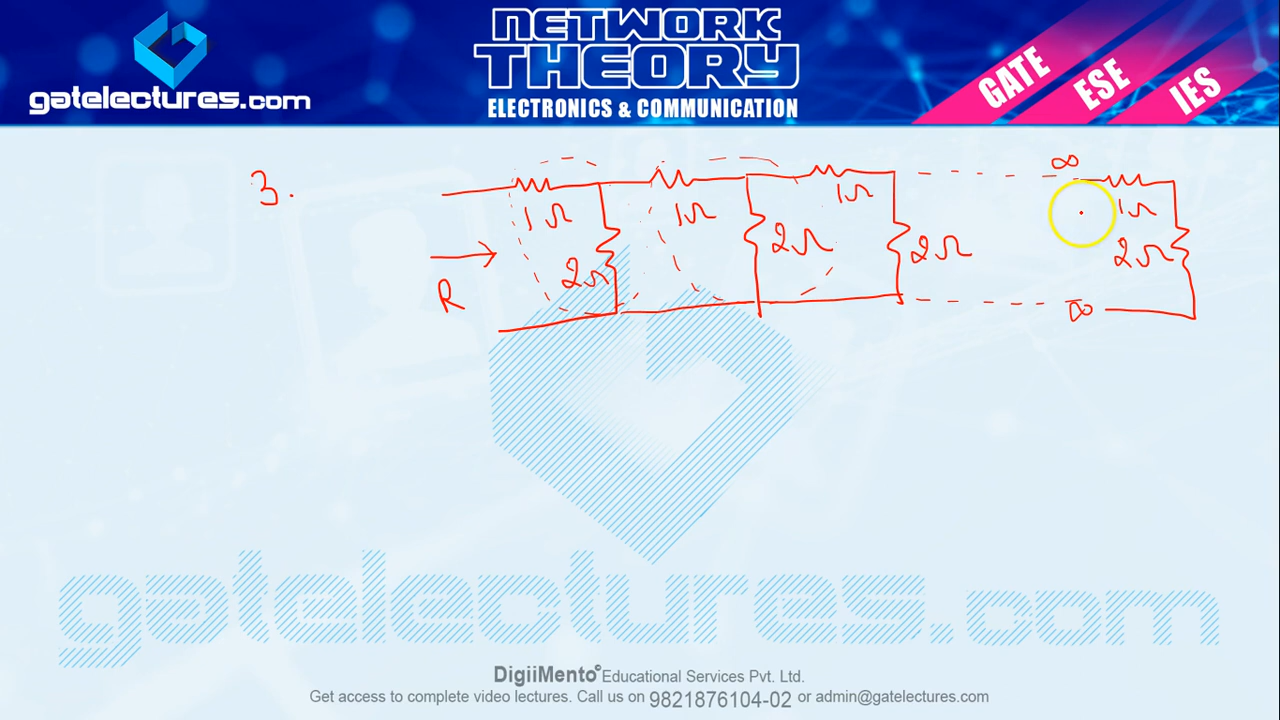 NETWORK
THEORY
ELECTRONICS & COMMUNICATION
gatelectures.com
GATE
ESE
IES
3.
1Ω
1Ω
1Ω
∞
1Ω
2Ω
2Ω
2Ω
2Ω
R
∞
gatelectures.com
DigiiMento© Educational Services Pvt. Ltd.
Get access to complete video lectures. Call us on 9821876104-02 or admin@gatelectures.com